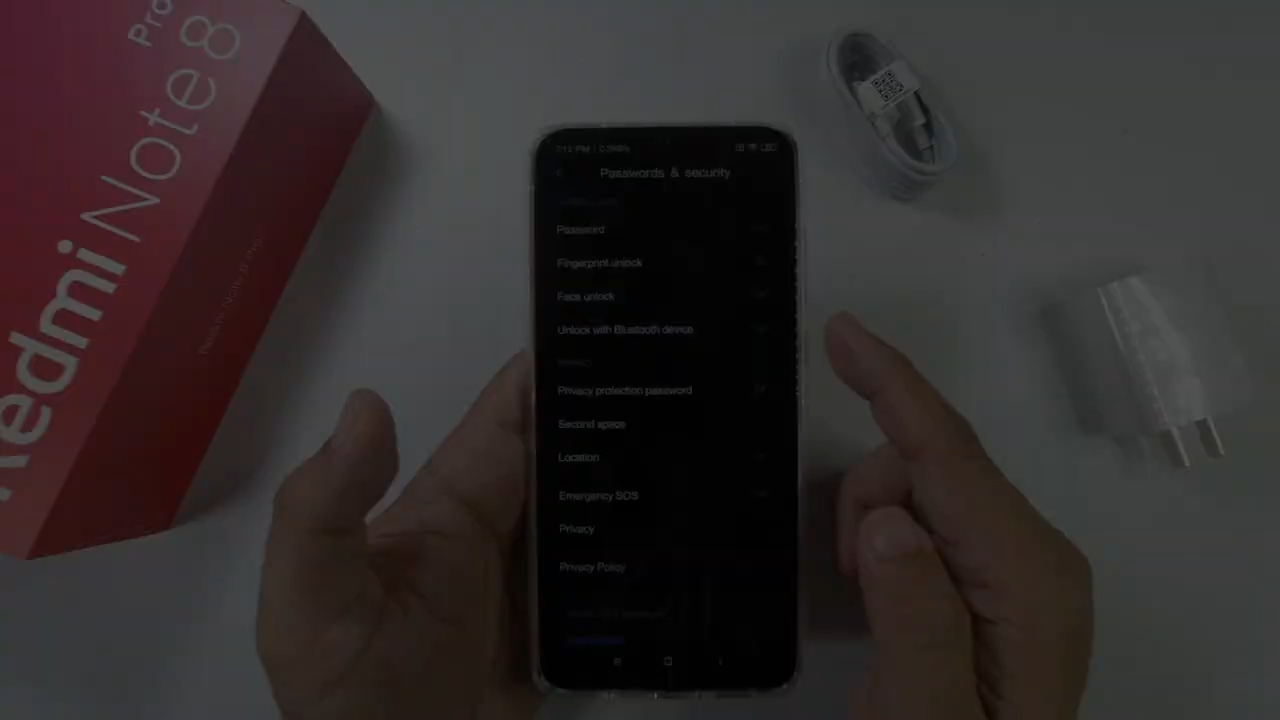 Redmi Note 8 Pro
Passwords & security
Password
Fingerprint unlock
Face unlock
Unlock with Bluetooth device
Privacy protection password
Second space
Location
Emergency SOS
Privacy
Privacy Policy